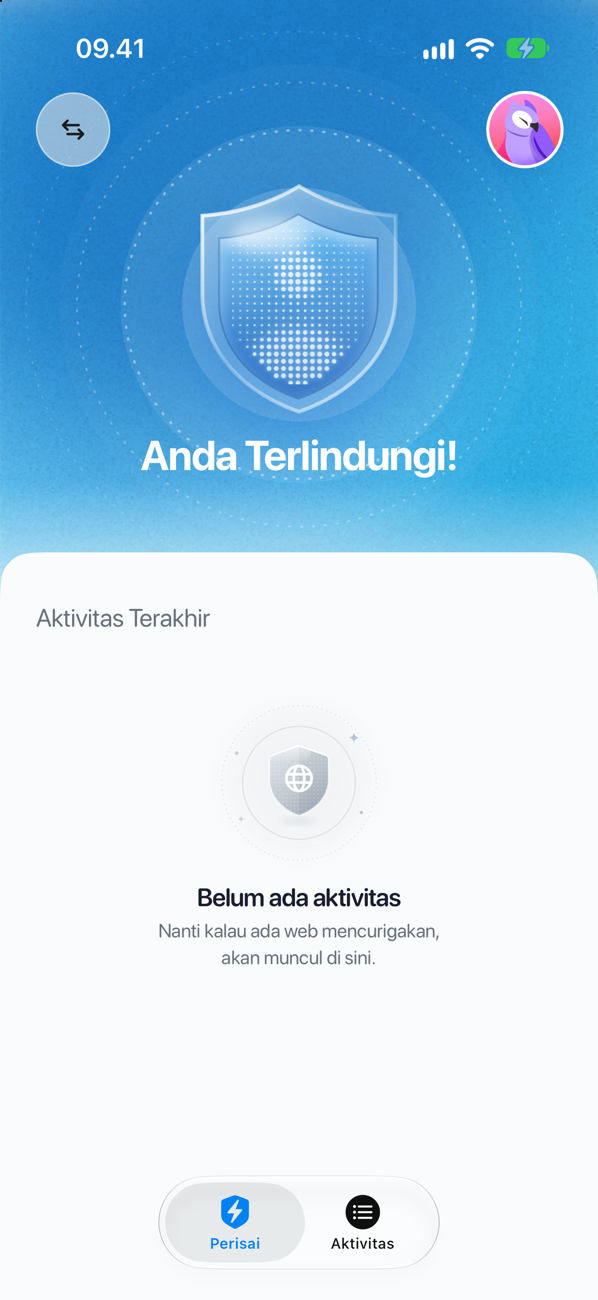 09.41
Anda Terlindungi!
Aktivitas Terakhir
Belum ada aktivitas
Nanti kalau ada web mencurigakan,
akan muncul di sini.
Perisai
Aktivitas